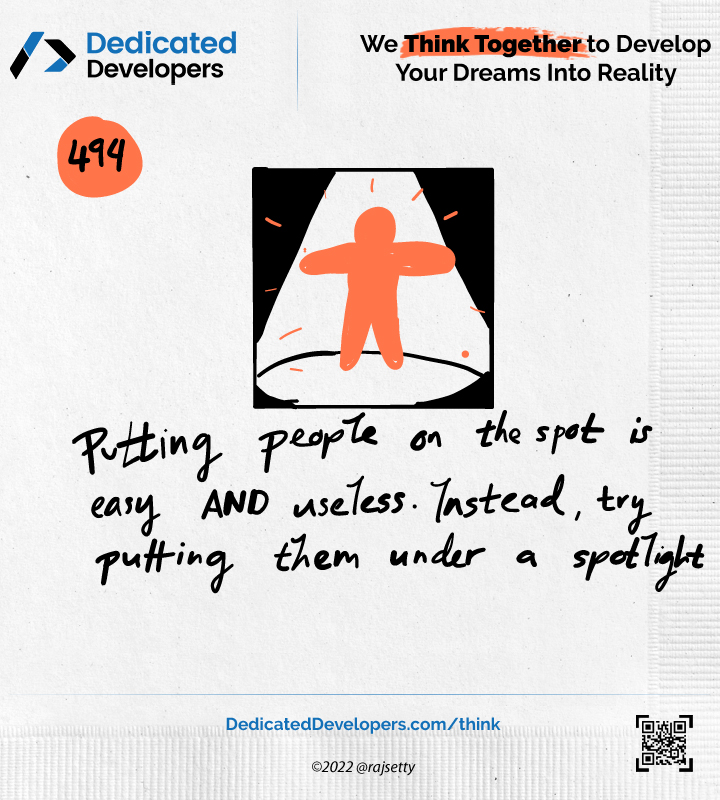 Dedicated
Developers
We Think Together to Develop
Your Dreams Into Reality
494
Putting people on the spot is
easy AND useless. Instead, try
putting them under a spotlight
DedicatedDevelopers.com/think
©2022 @rajsetty